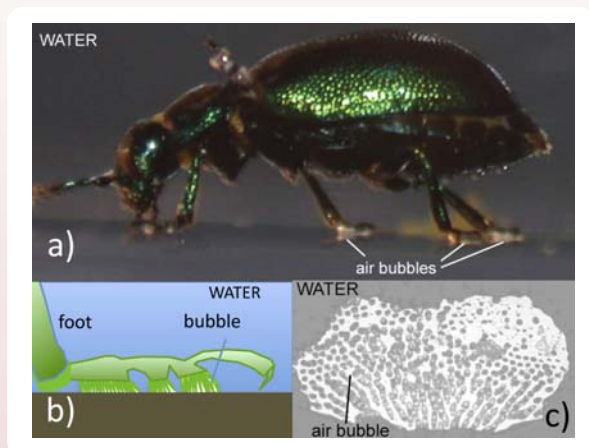 WATER
a)
air bubbles
WATER
foot
bubble
b)
WATER
air bubble
c)